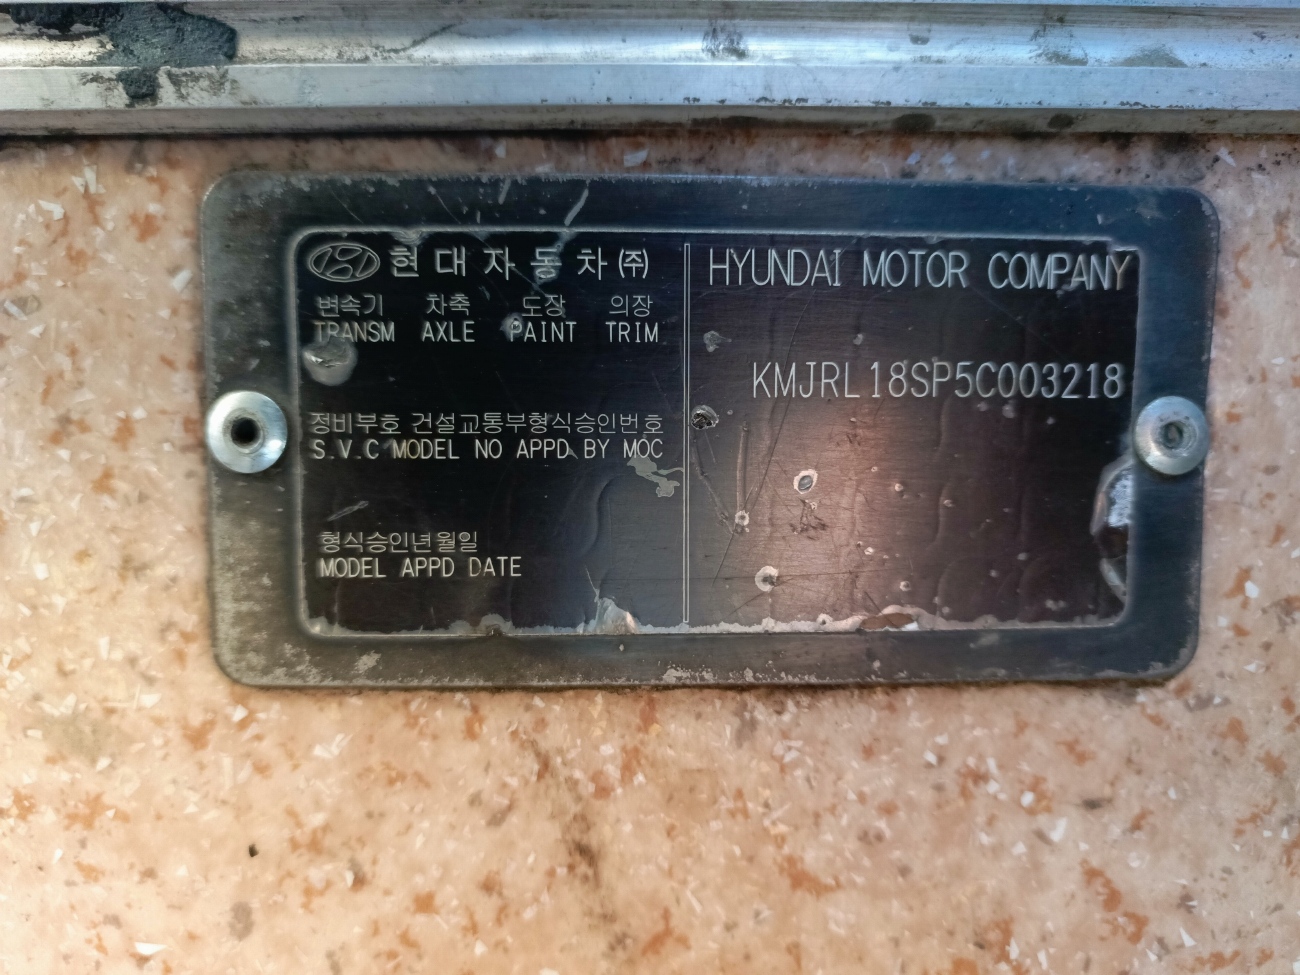 현대자동차(주)
변속기 차축 도장 의장
TRANSM AXLE PAINT TRIM
정비부호 건설교통부형식승인번호
S.V.C MODEL NO APPD BY MOC
형식승인년월일
MODEL APPD DATE
HYUNDAI MOTOR COMPANY
KMJRL18SP5C003218